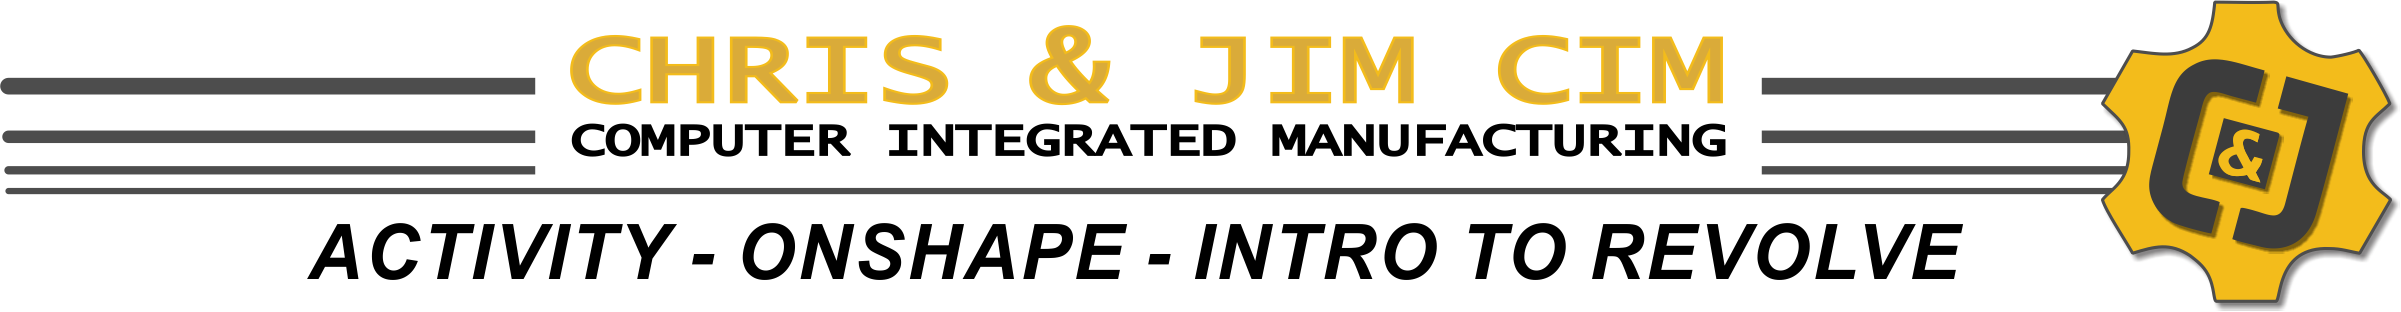 CHRIS & JIM CIM
COMPUTER INTEGRATED MANUFACTURING
ACTIVITY - ONSHAPE - INTRO TO REVOLVE
C&J